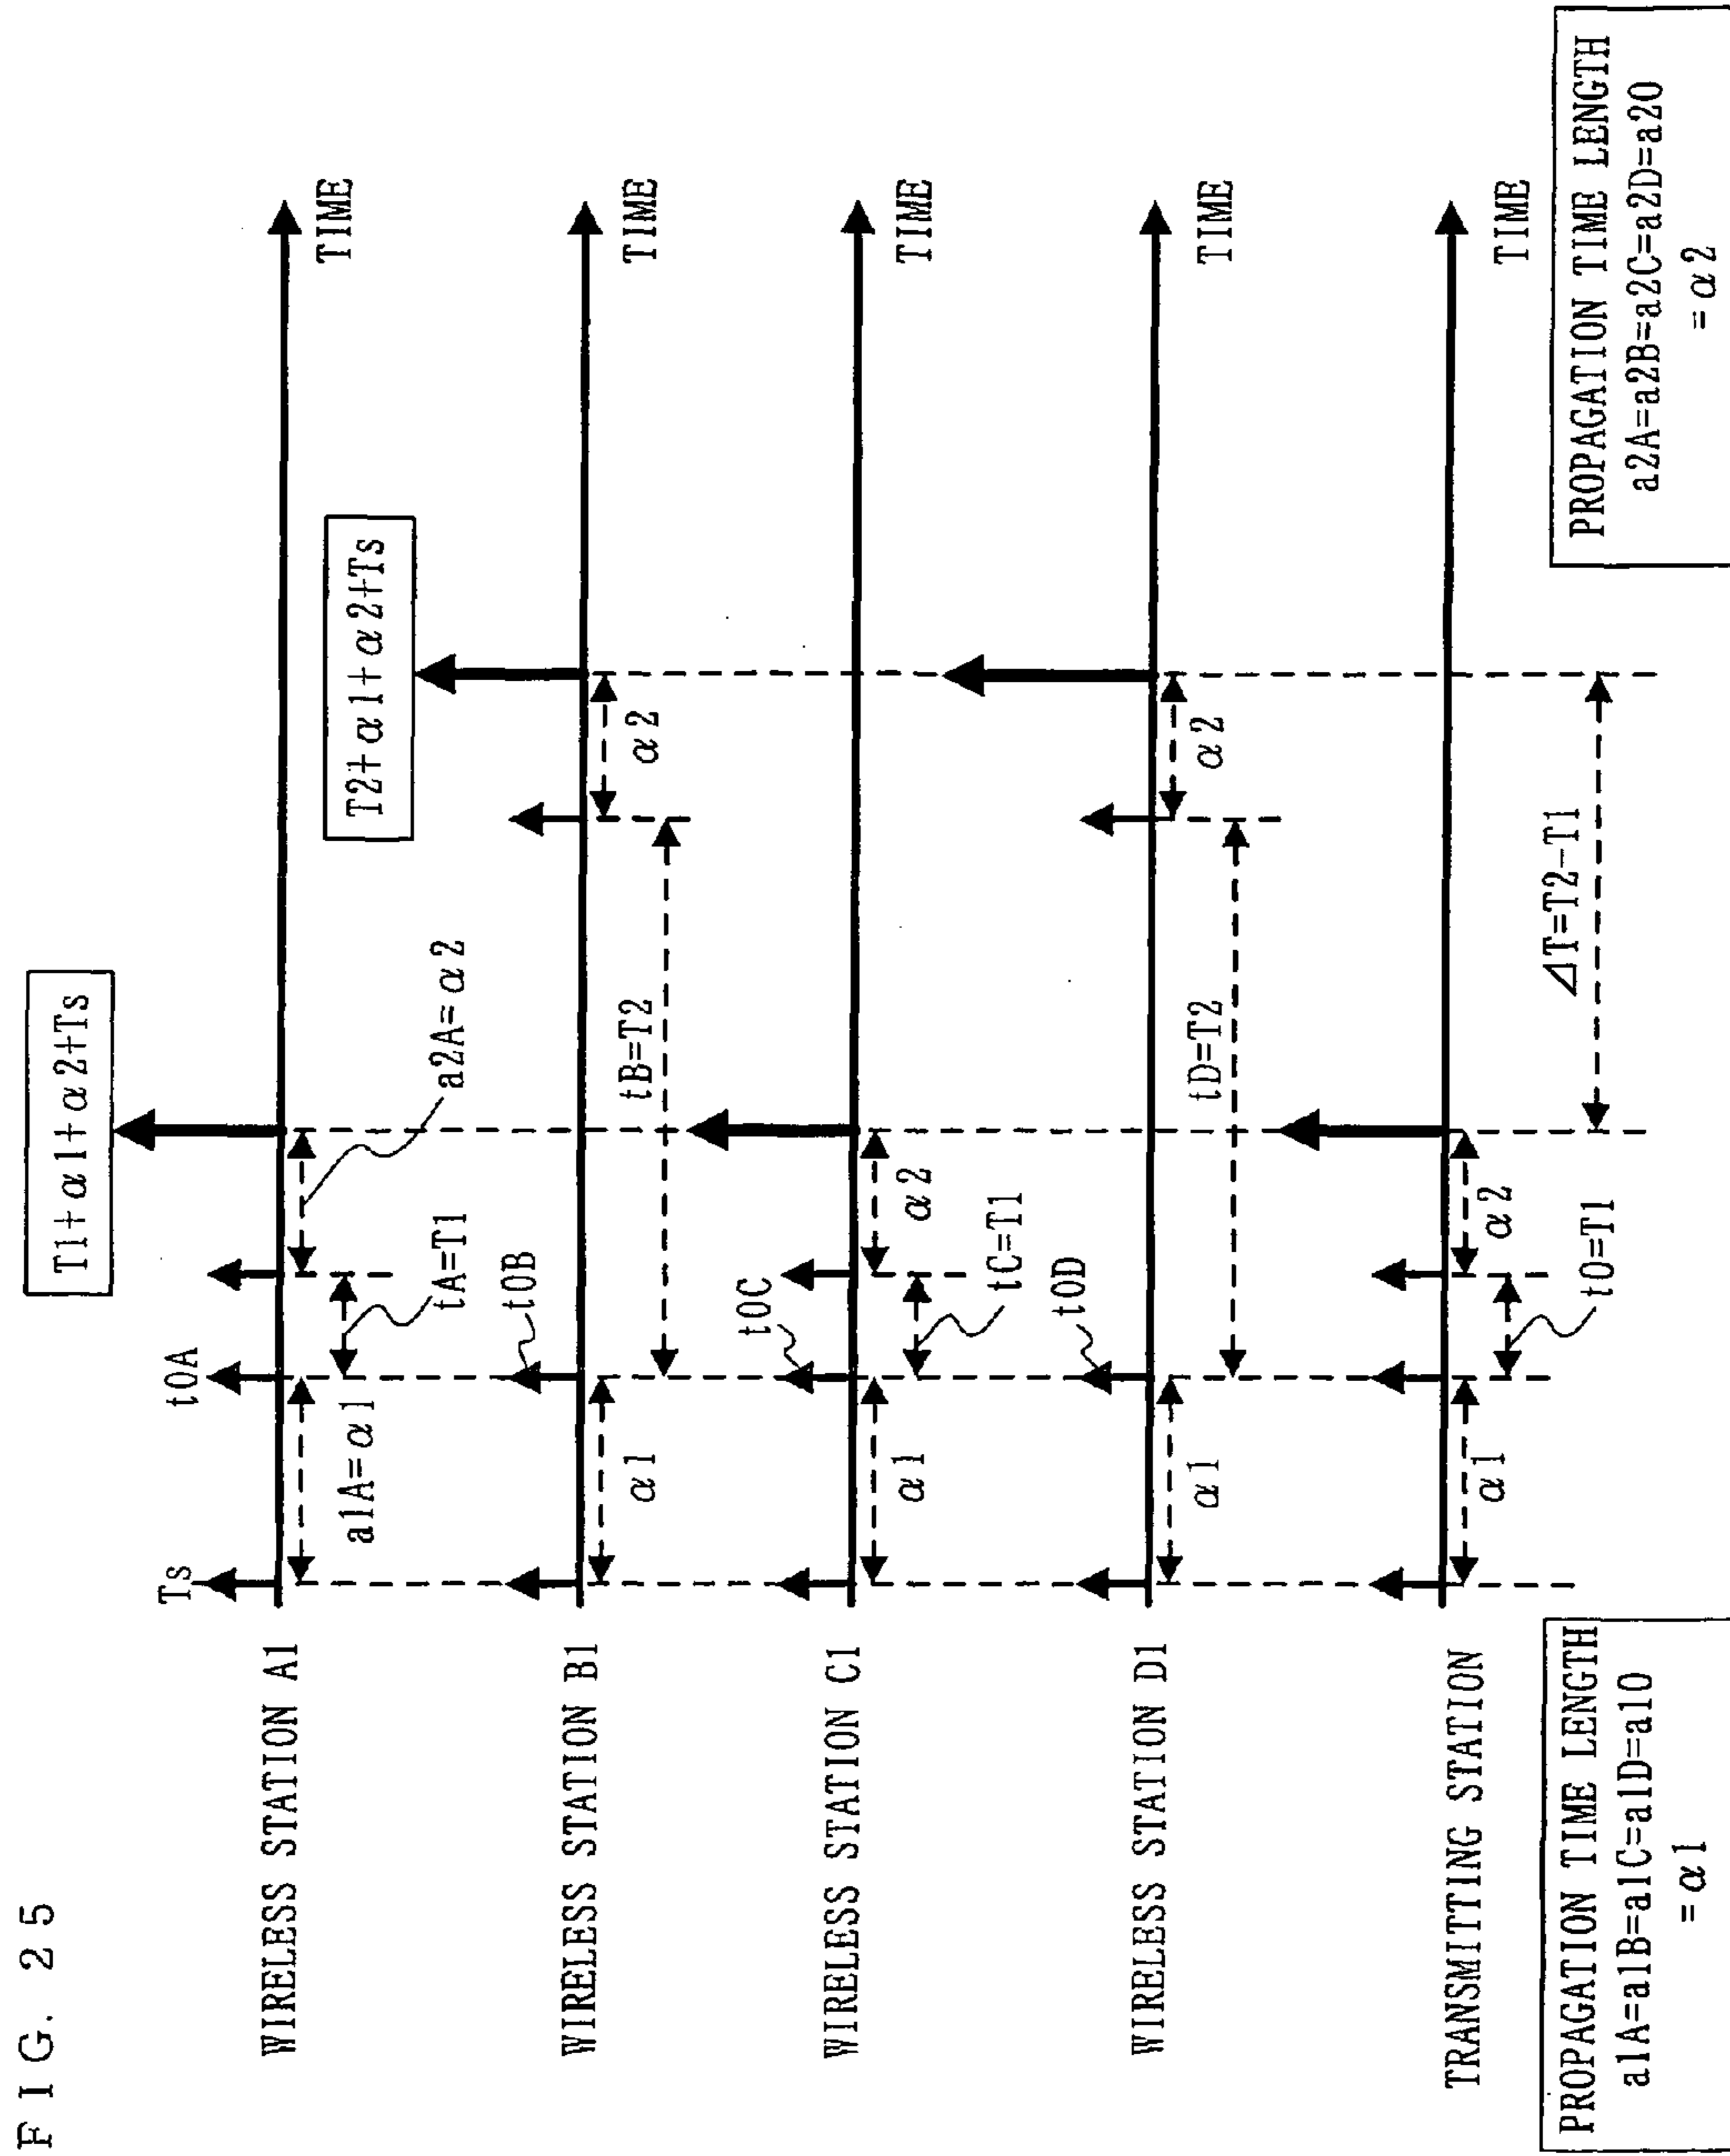 F I G. 2 5
T1+α1+α2+Ts
Ts
t0A
WIRELESS STATION A1
TIME
a1A=α1
tA=T1
a2A=α2
T2+α1+α2+Ts
t0B
WIRELESS STATION B1
TIME
α1
α2
tB=T2
t0C
WIRELESS STATION C1
TIME
α1
α2
tC=T1
t0D
WIRELESS STATION D1
TIME
α1
α2
tD=T2
TRANSMITTING STATION
TIME
α1
α2
t0=T1
ΔT=T2-T1
PROPAGATION TIME LENGTH
a1A=a1B=a1C=a1D=a10
=α1
PROPAGATION TIME LENGTH
a2A=a2B=a2C=a2D=a20
=α2